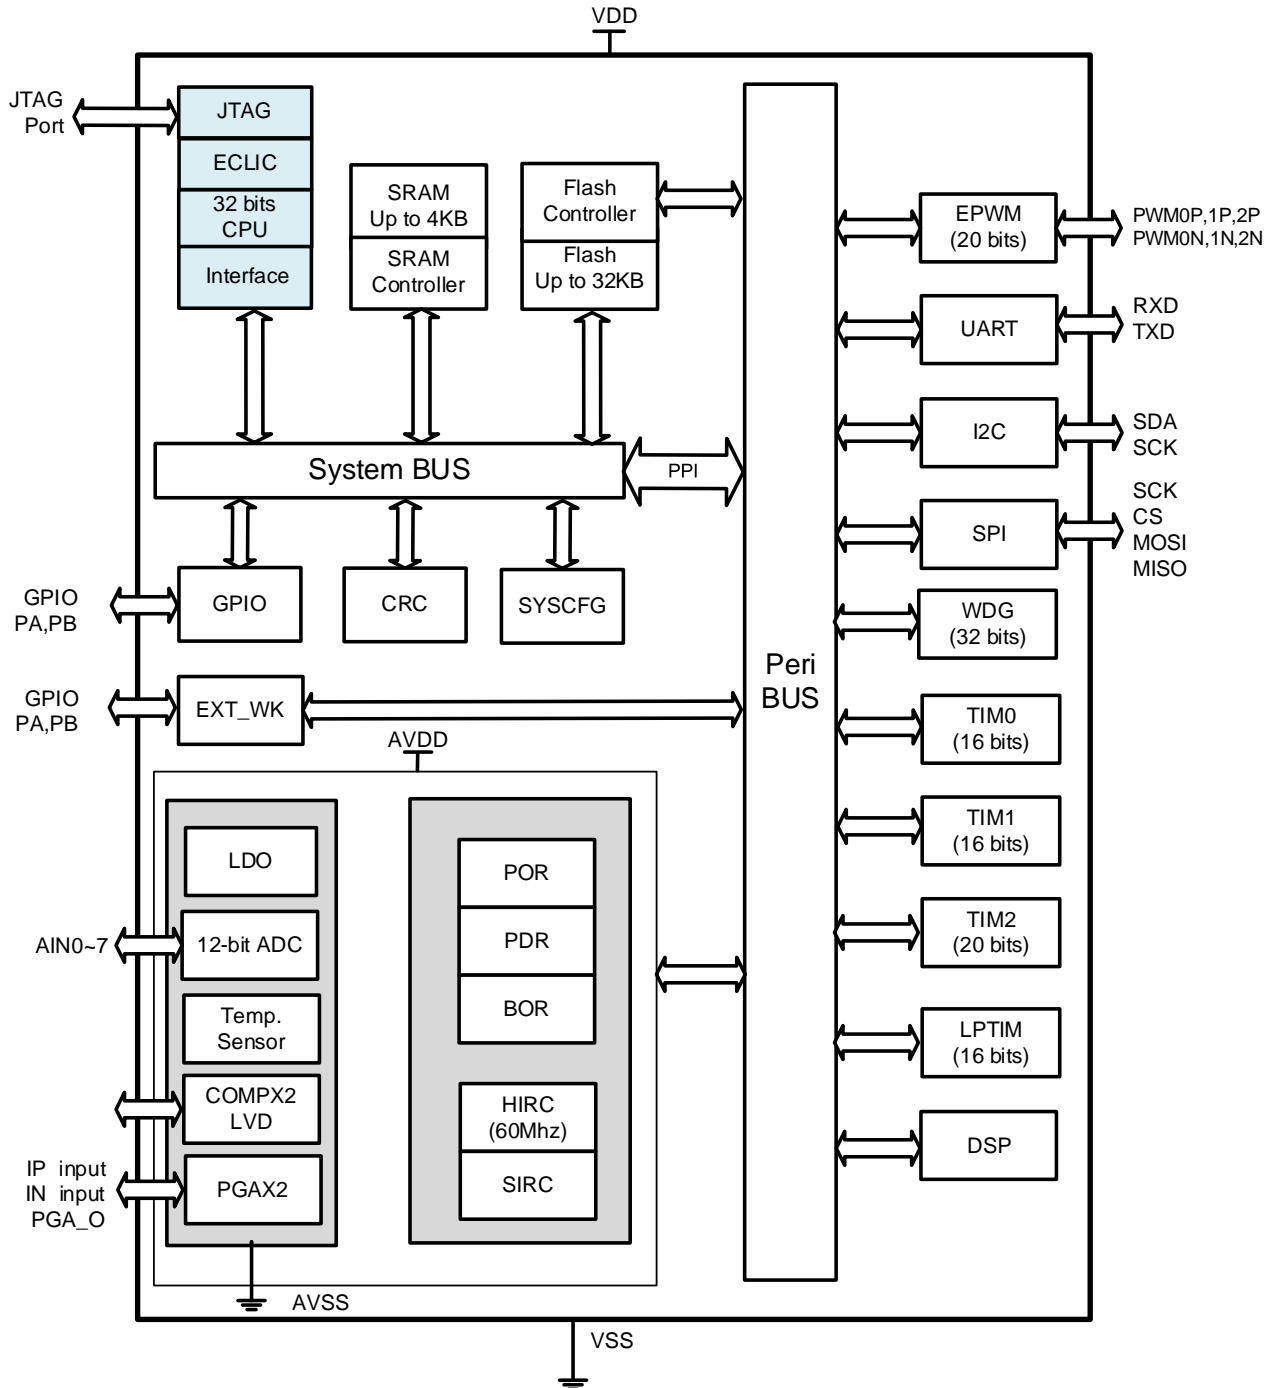 VDD
JTAG
Port
JTAG
ECLIC
32 bits
CPU
Interface
SRAM
Up to 4KB
SRAM
Controller
Flash
Controller
Flash
Up to 32KB
System BUS
PPI
GPIO
PA,PB
GPIO
CRC
SYSCFG
GPIO
PA,PB
EXT_WK
AVDD
LDO
AIN0~7
12-bit ADC
Temp.
Sensor
COMPX2
LVD
IP input
IN input
PGA_O
PGAX2
POR
PDR
BOR
HIRC
(60Mhz)
SIRC
AVSS
Peri
BUS
EPWM
(20 bits)
PWM0P,1P,2P
PWM0N,1N,2N
UART
RXD
TXD
I2C
SDA
SCK
SPI
SCK
CS
MOSI
MISO
WDG
(32 bits)
TIM0
(16 bits)
TIM1
(16 bits)
TIM2
(20 bits)
LPTIM
(16 bits)
DSP
VSS